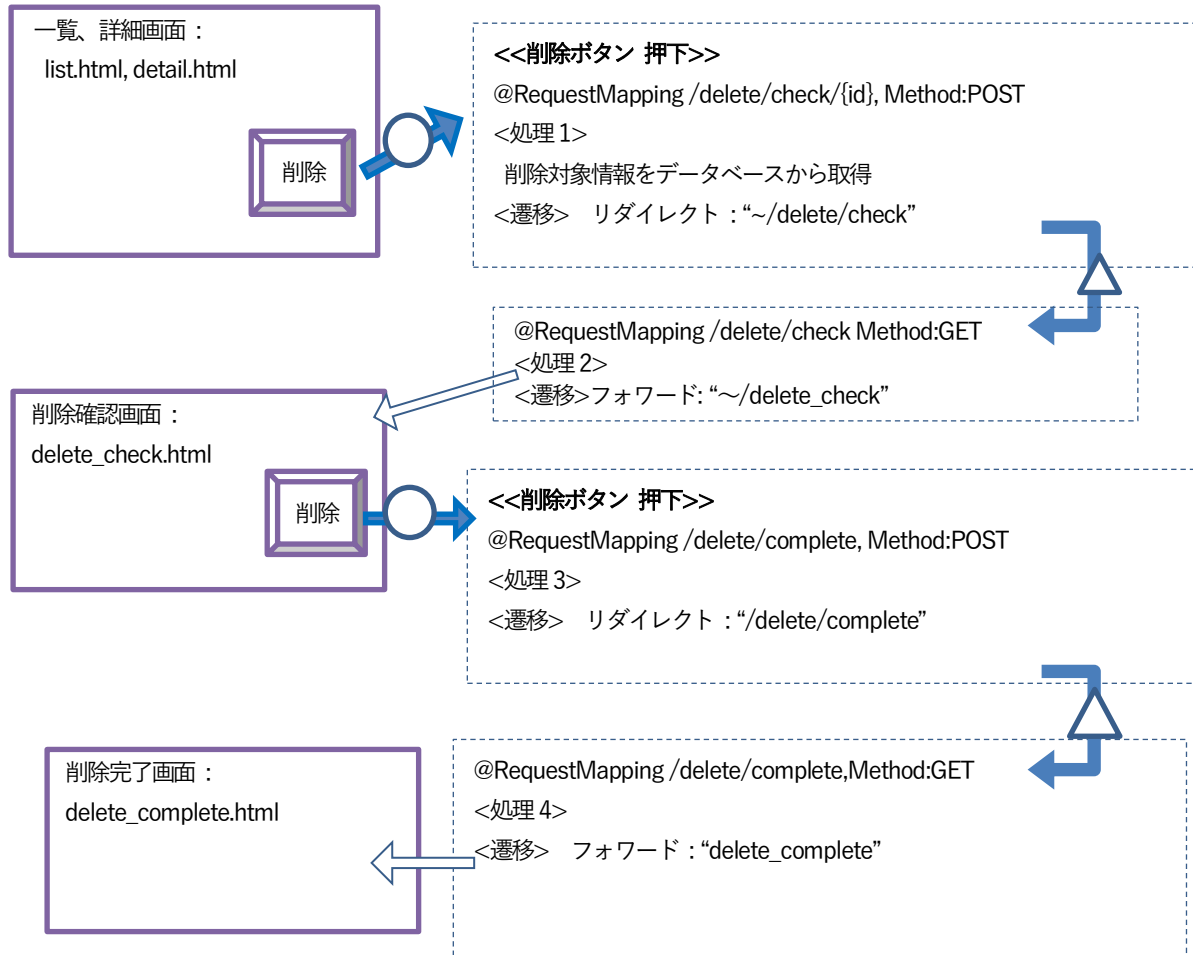 一覧、詳細画面：
list.html, detail.html
削除
<<削除ボタン 押下>>
@RequestMapping /delete/check/{id}, Method:POST
<処理 1>
削除対象情報をデータベースから取得
<遷移>　リダイレクト：“~/delete/check”
@RequestMapping /delete/check Method:GET
<処理 2>
<遷移>フォワード: “～/delete_check”
削除確認画面：
delete_check.html
削除
<<削除ボタン 押下>>
@RequestMapping /delete/complete, Method:POST
<処理 3>
<遷移>　リダイレクト：“/delete/complete”
削除完了画面：
delete_complete.html
@RequestMapping /delete/complete,Method:GET
<処理 4>
<遷移>　フォワード：“delete_complete”